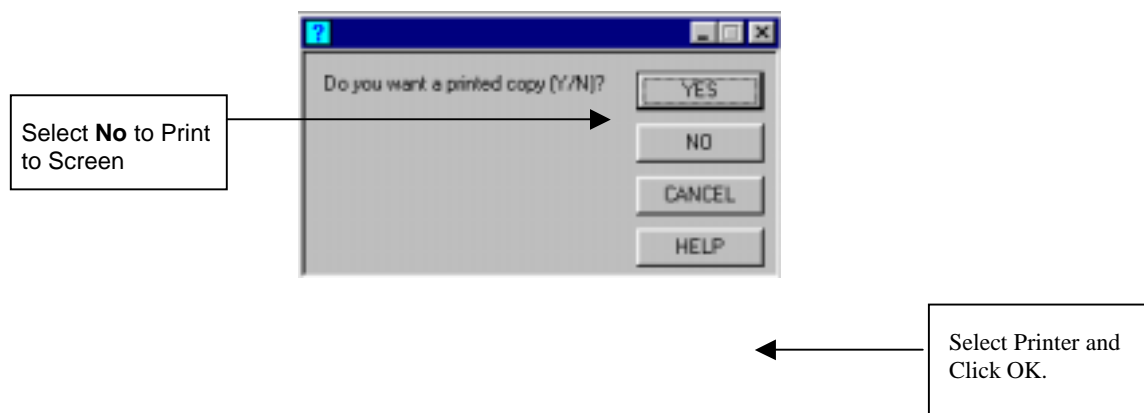 ?
Do you want a printed copy (Y/N)?
YES
Select No to Print
to Screen
NO
CANCEL
HELP
Select Printer and
Click OK.